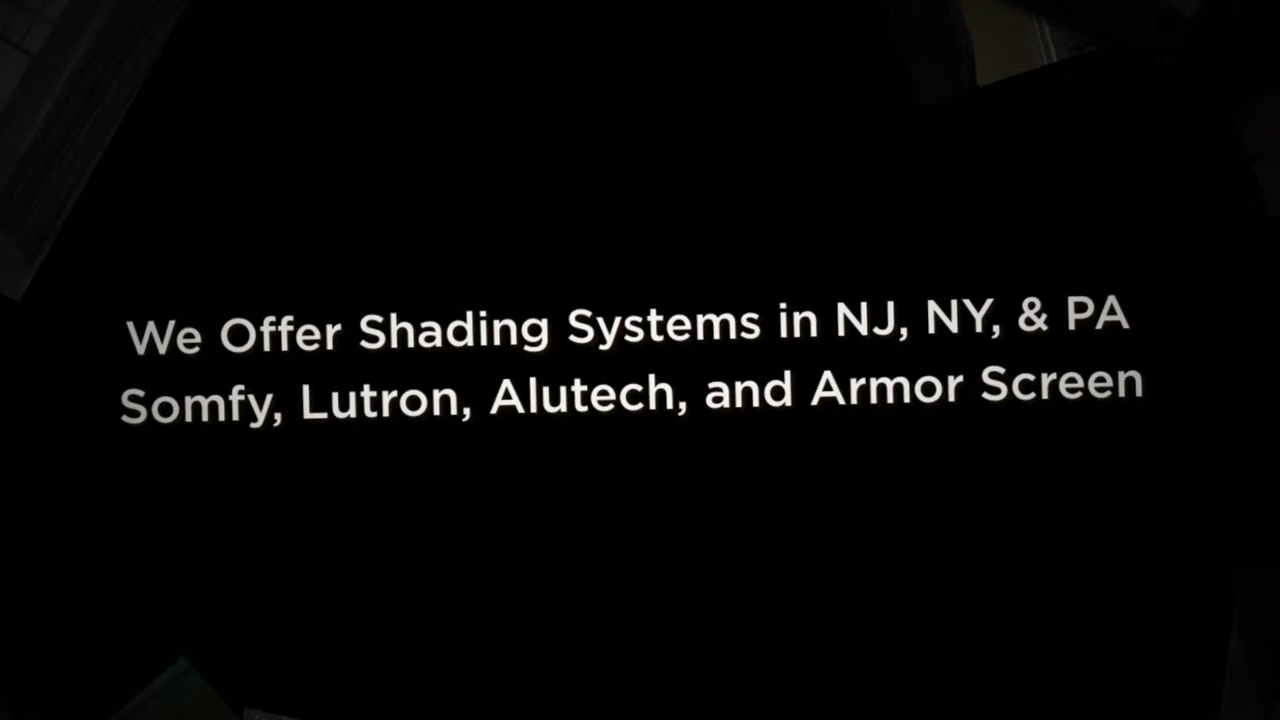 We Offer Shading Systems in NJ, NY, & PA
Somfy, Lutron, Alutech, and Armor Screen